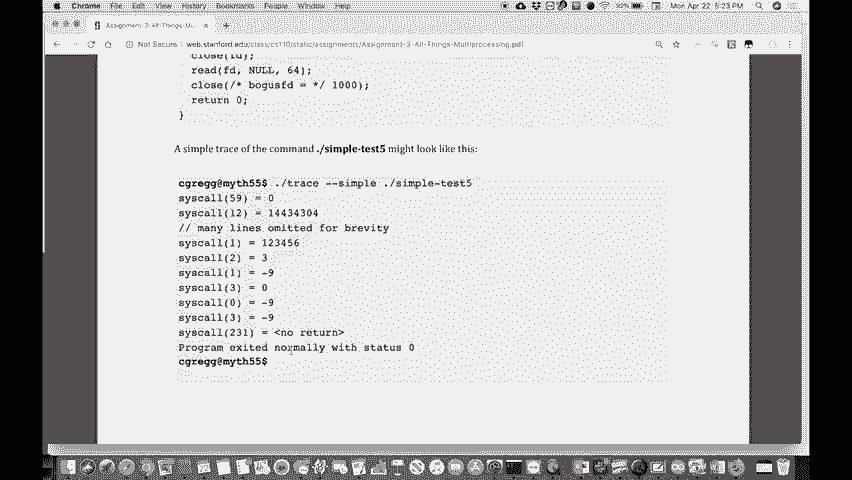 Chrome File Edit View History Bookmarks People Window Help
92% Mon Apr 22 5:23 PM
Assignment-3-All-Things-Mu
Not Secure web.stanford.edu/class/cs110/static/assignments/Assignment-3-All-Things-Multiprocessing.pdf
close(fd);
read(fd, NULL, 64);
close(/* bogusfd = */ 1000);
return 0;
}
A simple trace of the command ./simple-test5 might look like this:
cgregg@myth55$ ./trace --simple ./simple-test5
syscall(59) = 0
syscall(12) = 14434304
// many lines omitted for brevity
syscall(1) = 123456
syscall(2) = 3
syscall(1) = -9
syscall(3) = 0
syscall(0) = -9
syscall(3) = -9
syscall(231) = <no return>
Program exited normally with status 0
cgregg@myth55$